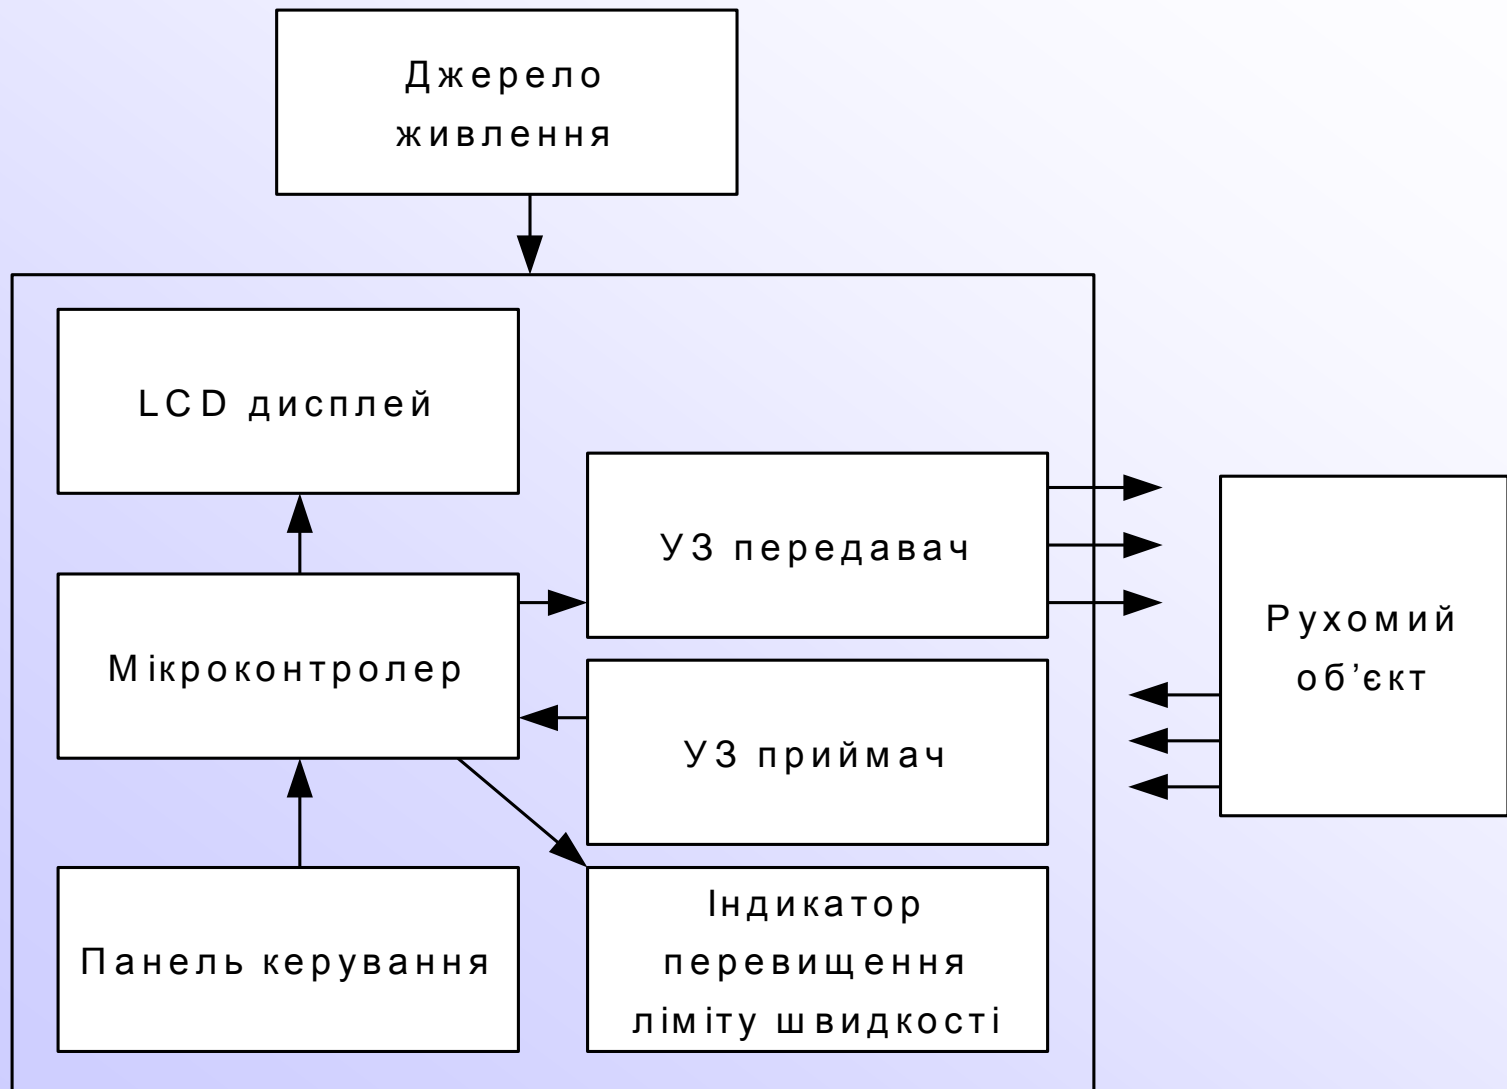 Джерело
живлення
LCD дисплей
УЗ передавач
Мікроконтролер
УЗ приймач
Рухомий
об’єкт
Панель керування
Індикатор
перевищення
ліміту швидкості